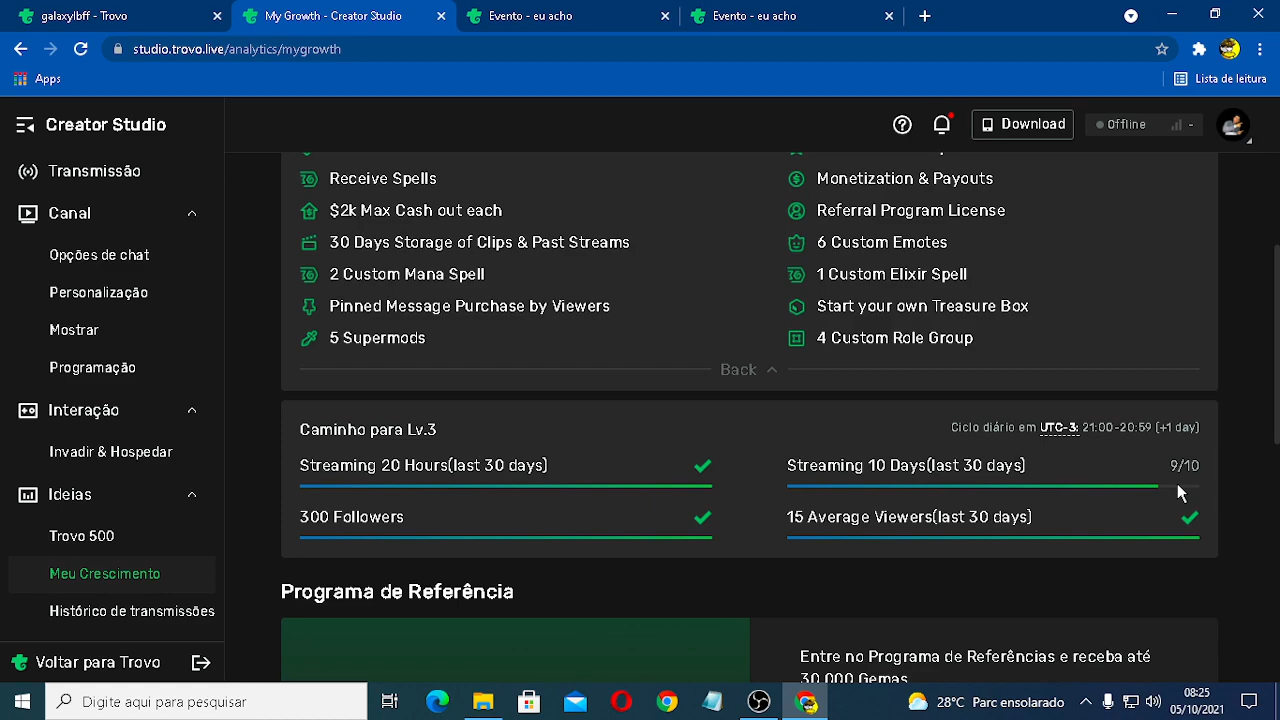 galaxybff - Trovo
My Growth - Creator Studio
Evento - eu acho
Evento - eu acho
studio.trovo.live/analytics/mygrowth
Apps
Lista de leitura
Creator Studio
Download
Offline
-
Transmissão
Canal
Opções de chat
Personalização
Mostrar
Programação
Interação
Invadir & Hospedar
Ideias
Trovo 500
Meu Crescimento
Histórico de transmissões
Voltar para Trovo
Receive Spells
Monetization & Payouts
$2k Max Cash out each
Referral Program License
30 Days Storage of Clips & Past Streams
6 Custom Emotes
2 Custom Mana Spell
1 Custom Elixir Spell
Pinned Message Purchase by Viewers
Start your own Treasure Box
5 Supermods
4 Custom Role Group
Back
Caminho para Lv.3
Ciclo diário em UTC-3: 21:00-20:59 (+1 day)
Streaming 20 Hours(last 30 days)
Streaming 10 Days(last 30 days)
9/10
300 Followers
15 Average Viewers(last 30 days)
Programa de Referência
Entre no Programa de Referências e receba até
30.000 Gemas
Digite aqui para pesquisar
28°C Parc ensolarado
08:25
05/10/2021